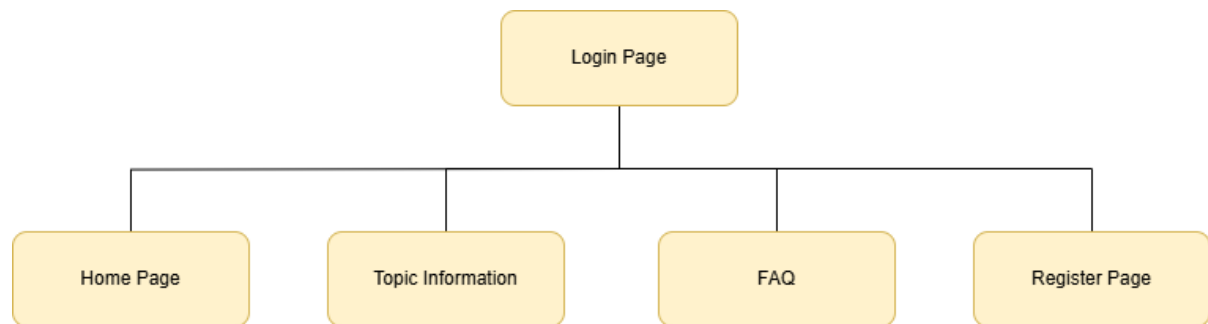 Login Page
Home Page
Topic Information
FAQ
Register Page